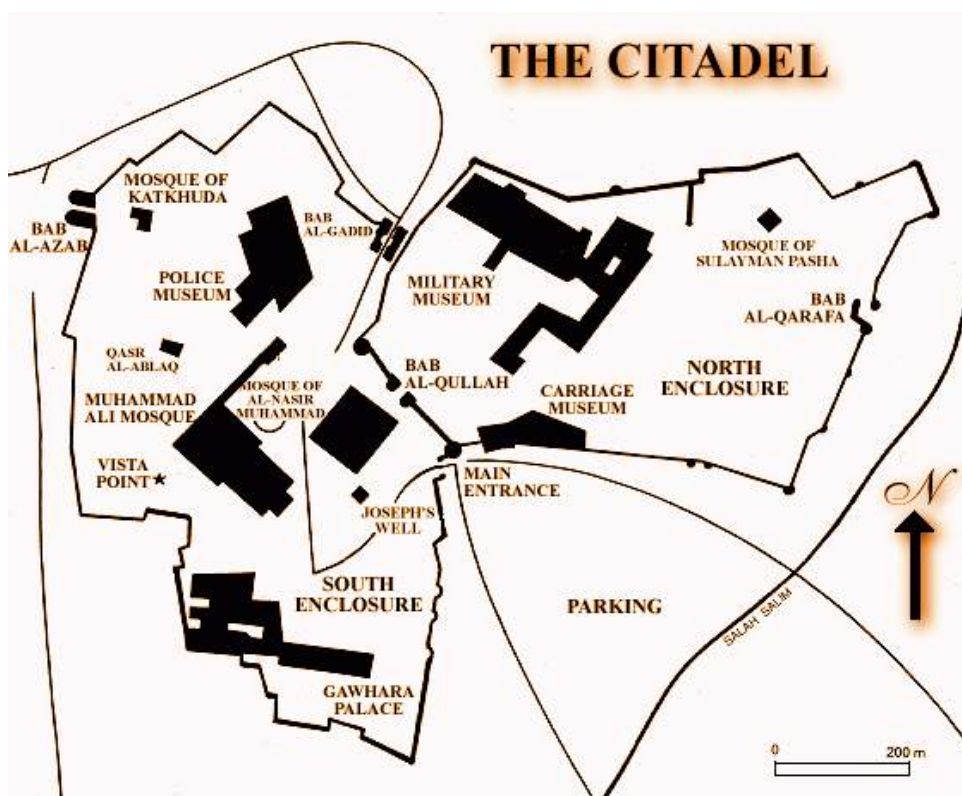 THE CITADEL
MOSQUE OF
KATKHUDA
BAB
AL-AZAB
BAB
AL-GADID
POLICE
MUSEUM
MILITARY
MUSEUM
MOSQUE OF
SULAYMAN PASHA
BAB
AL-QARAFA
QASR
AL-ABLAQ
BAB
AL-QULLAH
NORTH
ENCLOSURE
MUHAMMAD
ALI MOSQUE
MOSQUE OF
AL-NASIR
MUHAMMAD
CARRIAGE
MUSEUM
VISTA
POINT
MAIN
ENTRANCE
JOSEPH'S
WELL
N
SOUTH
ENCLOSURE
PARKING
SALAH SALIM
GAWHARA
PALACE
0 200 m